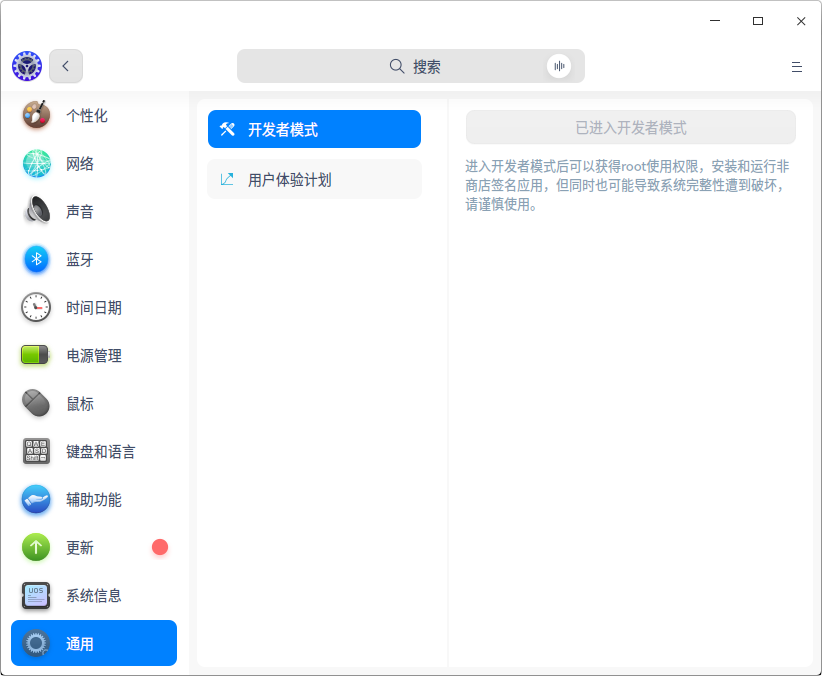 搜索
个性化
网络
声音
蓝牙
时间日期
电源管理
鼠标
键盘和语言
辅助功能
更新
UOS
系统信息
通用
开发者模式
用户体验计划
已进入开发者模式
进入开发者模式后可以获得root使用权限，安装和运行非
商店签名应用，但同时也可能导致系统完整性遭到破坏，
请谨慎使用。